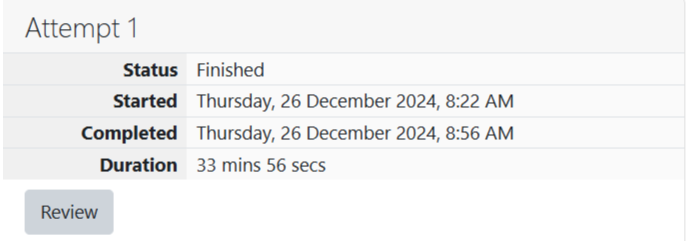 Attempt 1
Status Finished
Started Thursday, 26 December 2024, 8:22 AM
Completed Thursday, 26 December 2024, 8:56 AM
Duration 33 mins 56 secs
Review